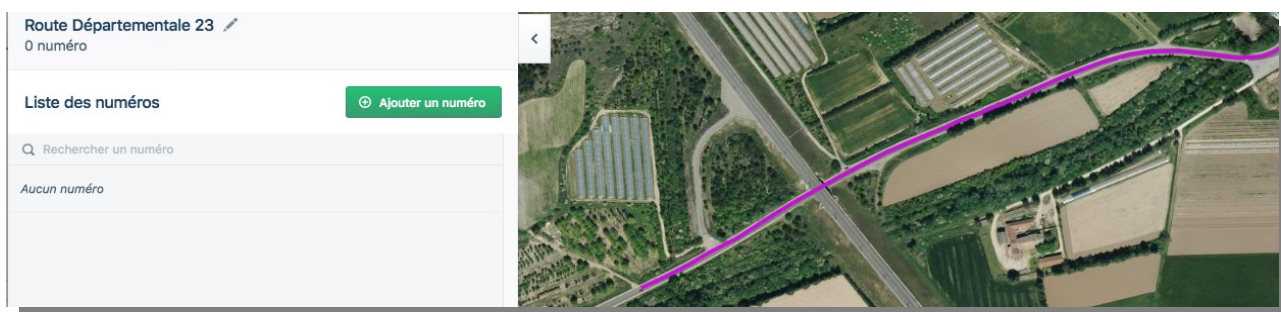 Route Départementale 23
0 numéro
Liste des numéros
Ajouter un numéro
Rechercher un numéro
Aucun numéro